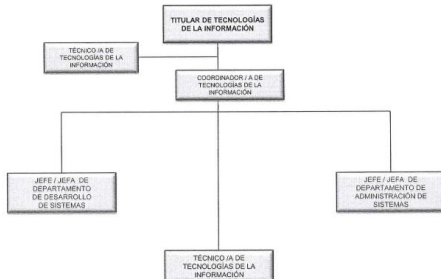 TITULAR DE TECNOLOGÍAS
DE LA INFORMACIÓN
TÉCNICO /A DE
TECNOLOGÍAS DE LA
INFORMACIÓN
COORDINADOR / A DE
TECNOLOGÍAS DE LA
INFORMACIÓN
JEFE / JEFA DE
DEPARTAMENTO
DE DESARROLLO
DE SISTEMAS
JEFE / JEFA DE
DEPARTAMENTO DE
ADMINISTRACIÓN DE
SISTEMAS
TÉCNICO /A DE
TECNOLOGÍAS DE LA
INFORMACIÓN